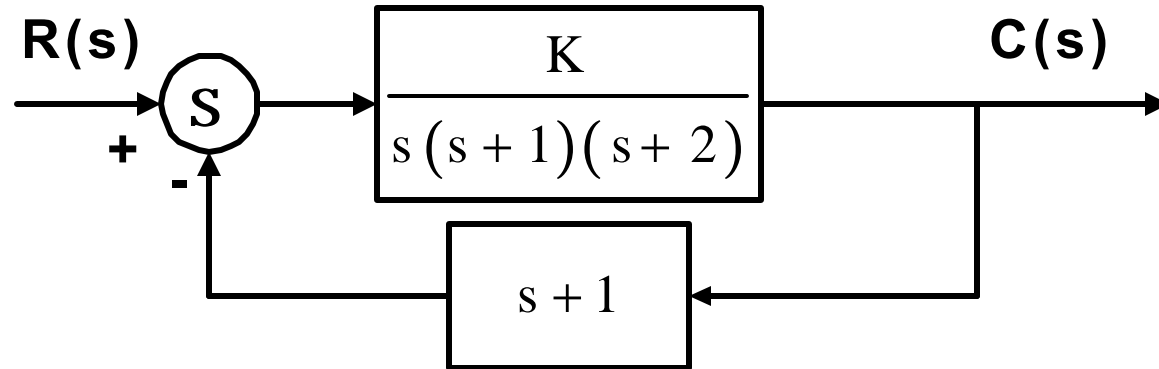 R(s)
C(s)
K
s
s(s + 1)(s + 2)
+
-
s + 1